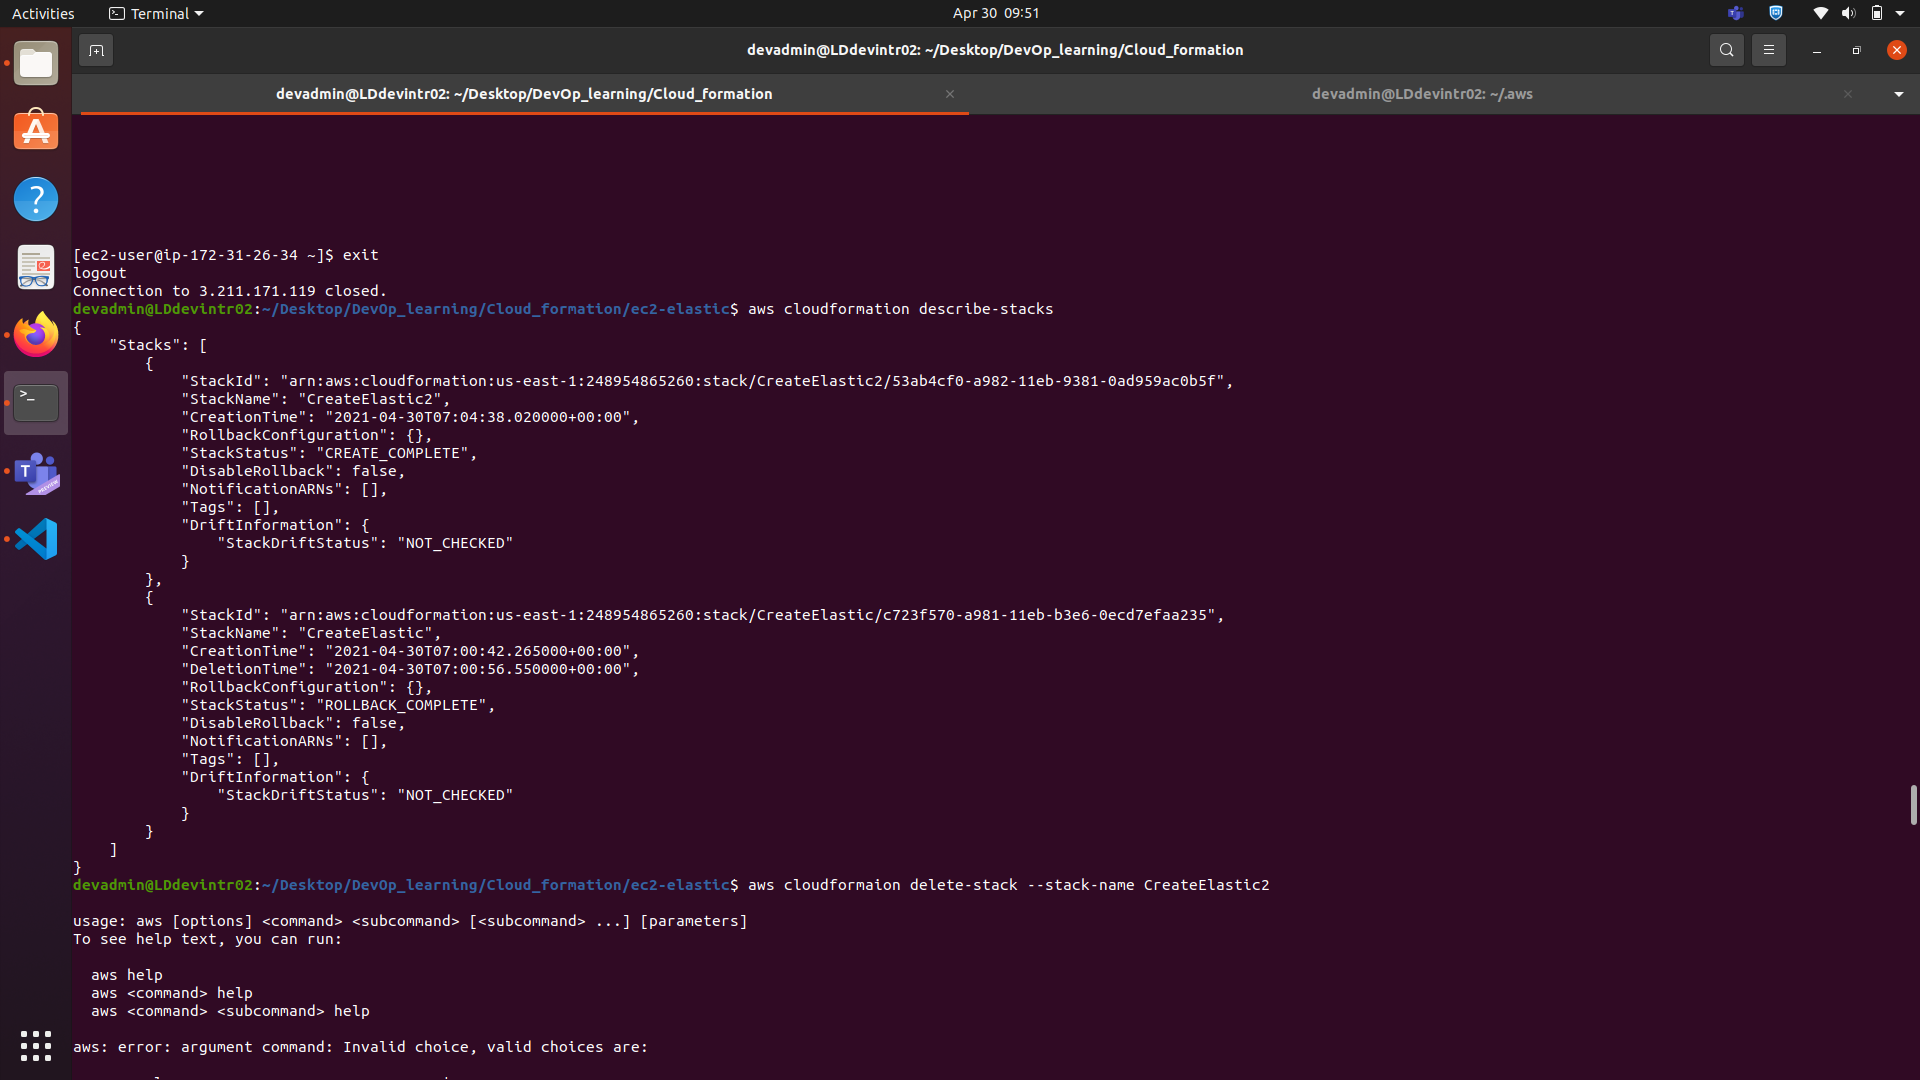 Activities
Terminal
Apr 30 09:51
devadmin@LDdevintr02: ~/Desktop/DevOp_learning/Cloud_formation
devadmin@LDdevintr02: ~/Desktop/DevOp_learning/Cloud_formation
devadmin@LDdevintr02: ~/.aws
[ec2-user@ip-172-31-26-34 ~]$ exit
logout
Connection to 3.211.171.119 closed.
devadmin@LDdevintr02:~/Desktop/DevOp_learning/Cloud_formation/ec2-elastic$ aws cloudformation describe-stacks
{
    "Stacks": [
        {
            "StackId": "arn:aws:cloudformation:us-east-1:248954865260:stack/CreateElastic2/53ab4cf0-a982-11eb-9381-0ad959ac0b5f",
            "StackName": "CreateElastic2",
            "CreationTime": "2021-04-30T07:04:38.020000+00:00",
            "RollbackConfiguration": {},
            "StackStatus": "CREATE_COMPLETE",
            "DisableRollback": false,
            "NotificationARNs": [],
            "Tags": [],
            "DriftInformation": {
                "StackDriftStatus": "NOT_CHECKED"
            }
        },
        {
            "StackId": "arn:aws:cloudformation:us-east-1:248954865260:stack/CreateElastic/c723f570-a981-11eb-b3e6-0ecd7efaa235",
            "StackName": "CreateElastic",
            "CreationTime": "2021-04-30T07:00:42.265000+00:00",
            "DeletionTime": "2021-04-30T07:00:56.550000+00:00",
            "RollbackConfiguration": {},
            "StackStatus": "ROLLBACK_COMPLETE",
            "DisableRollback": false,
            "NotificationARNs": [],
            "Tags": [],
            "DriftInformation": {
                "StackDriftStatus": "NOT_CHECKED"
            }
        }
    ]
}
devadmin@LDdevintr02:~/Desktop/DevOp_learning/Cloud_formation/ec2-elastic$ aws cloudformaion delete-stack --stack-name CreateElastic2
usage: aws [options] <command> <subcommand> [<subcommand> ...] [parameters]
To see help text, you can run:
  aws help
  aws <command> help
  aws <command> <subcommand> help
aws: error: argument command: Invalid choice, valid choices are: